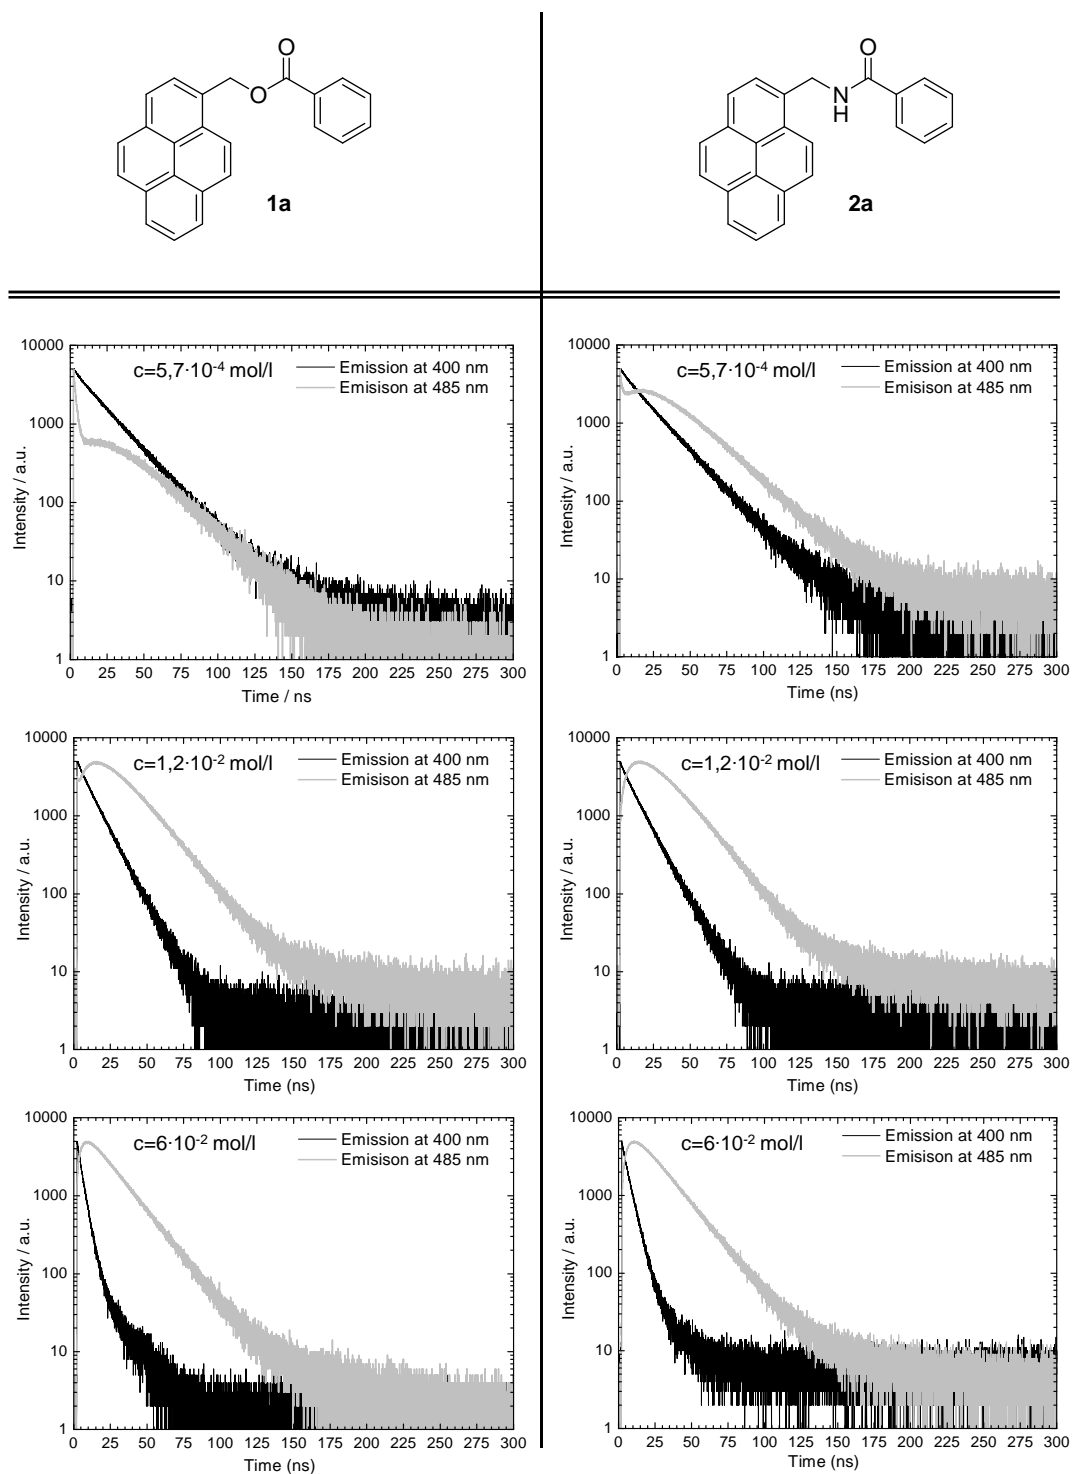 O
O
1a
O
N
H
2a
c=5,7·10-4 mol/l
Emission at 400 nm
Emisison at 485 nm
10000
1000
100
10
1
Intensity / a.u.
0 25 50 75 100 125 150 175 200 225 250 275 300
Time / ns
c=5,7·10-4 mol/l
Emission at 400 nm
Emisison at 485 nm
10000
1000
100
10
1
Intensity / a.u.
0 25 50 75 100 125 150 175 200 225 250 275 300
Time (ns)
c=1,2·10-2 mol/l
Emission at 400 nm
Emisison at 485 nm
10000
1000
100
10
1
Intensity / a.u.
0 25 50 75 100 125 150 175 200 225 250 275 300
Time (ns)
c=1,2·10-2 mol/l
Emission at 400 nm
Emisison at 485 nm
10000
1000
100
10
1
Intensity / a.u.
0 25 50 75 100 125 150 175 200 225 250 275 300
Time (ns)
c=6·10-2 mol/l
Emission at 400 nm
Emisison at 485 nm
10000
1000
100
10
1
Intensity / a.u.
0 25 50 75 100 125 150 175 200 225 250 275 300
Time (ns)
c=6·10-2 mol/l
Emission at 400 nm
Emisison at 485 nm
10000
1000
100
10
1
Intensity / a.u.
0 25 50 75 100 125 150 175 200 225 250 275 300
Time (ns)